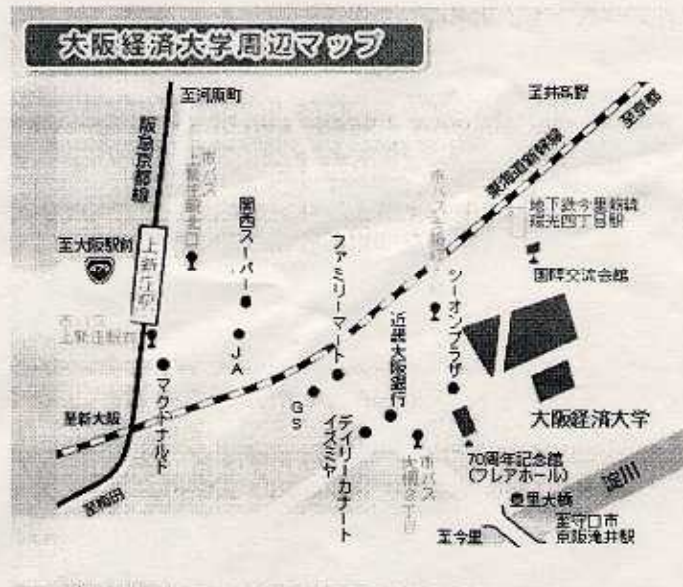 大阪経済大学周辺マップ
至河原町
至井高野
至京都
阪急京都線
市バス
上新庄駅北口
関西スーパー
東海道新幹線
地下鉄今里筋線
瑞光四丁目駅
至大阪駅前
479
上新庄駅
ファミリーマート
市バス
シーオンプラザ
国際交流会館
市バス
上新庄駅前
JA
近畿大阪銀行
マクドナルド
GS
至新大阪
デイリーカナート
イズミヤ
大阪経済大学
市バス
大桐2丁目
70周年記念館
(フレアホール)
淀川
至梅田
豊里大橋
至今里
至守口市
京阪滝井駅